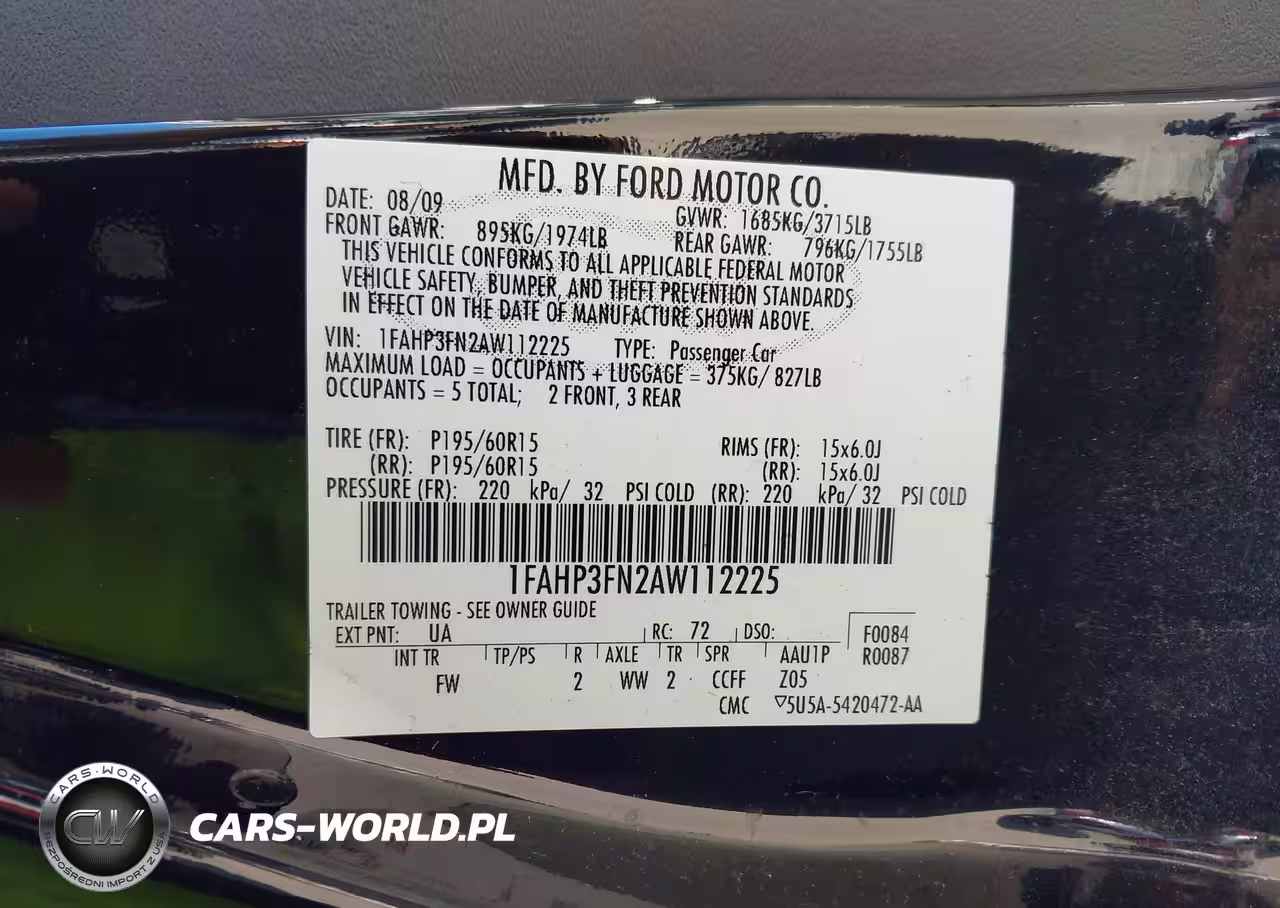 MFD. BY FORD MOTOR CO.
DATE: 08/09 GVWR: 1685KG/3715LB
FRONT GAWR: 895KG/1974LB REAR GAWR: 796KG/1755LB
THIS VEHICLE CONFORMS TO ALL APPLICABLE FEDERAL MOTOR
VEHICLE SAFETY, BUMPER, AND THEFT PREVENTION STANDARDS
IN EFFECT ON THE DATE OF MANUFACTURE SHOWN ABOVE.
VIN: 1FAHP3FN2AW112225 TYPE: Passenger Car
MAXIMUM LOAD = OCCUPANTS + LUGGAGE = 375KG/ 827LB
OCCUPANTS = 5 TOTAL; 2 FRONT, 3 REAR
TIRE (FR): P195/60R15 RIMS (FR): 15x6.0J
(RR): P195/60R15 (RR): 15x6.0J
PRESSURE (FR): 220 kPa/ 32 PSI COLD (RR): 220 kPa/ 32 PSI COLD
1FAHP3FN2AW112225
TRAILER TOWING - SEE OWNER GUIDE
EXT PNT: UA RC: 72 DSO: F0084
INT TR TP/PS R AXLE TR SPR AAU1P R0087
FW 2 WW 2 CCFF Z05
CMC ▽5U5A-5420472-AA
CARS-WORLD
CW
BEZPOŚREDNI IMPORT Z USA
CARS-WORLD.PL